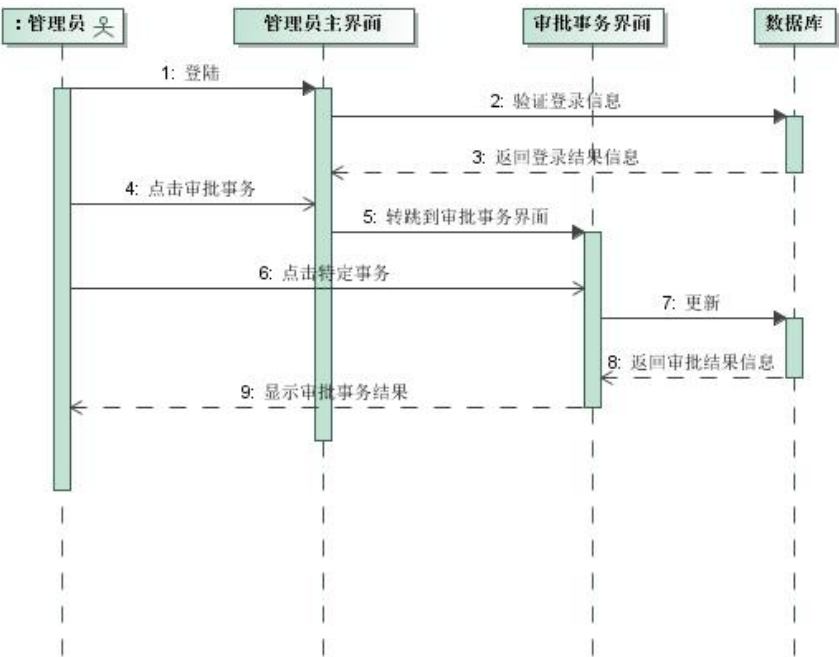 ：管理员
管理员主界面
审批事务界面
数据库
1: 登陆
2: 验证登录信息
3: 返回登录结果信息
4: 点击审批事务
5: 转跳到审批事务界面
6: 点击特定事务
7: 更新
8: 返回审批结果信息
9: 显示审批事务结果